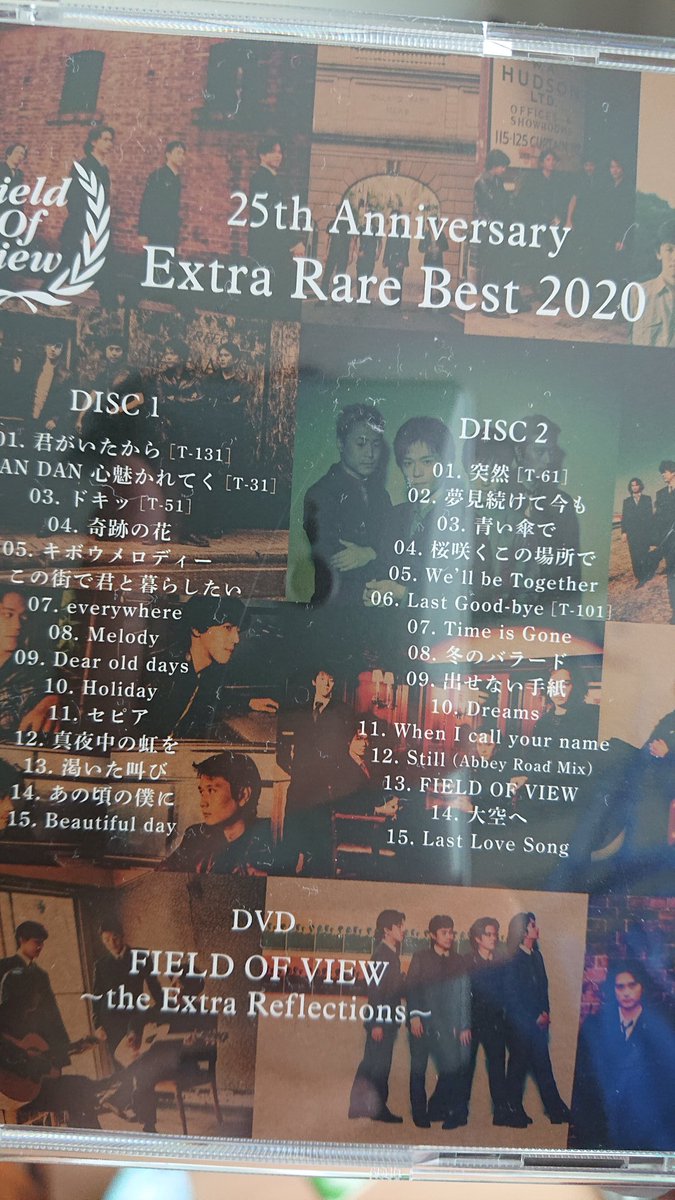 HUDSON
LTD.
OFFICES &
SHOWROOMS
115-125 CURTAIN
ield
Of
iew
25th Anniversary
Extra Rare Best 2020
DISC 1
01. 君がいたから [T-131]
AN DAN 心魅かれてく [T-31]
03. ドキッ [T-51]
04. 奇跡の花
05. キボウメロディー
この街で君と暮らしたい
07. everywhere
08. Melody
09. Dear old days
10. Holiday
11. セピア
12. 真夜中の虹を
13. 渇いた叫び
14. あの頃の僕に
15. Beautiful day
DISC 2
01. 突然 [T-61]
02. 夢見続けて今も
03. 青い傘で
04. 桜咲くこの場所で
05. We'll be Together
06. Last Good-bye [T-101]
07. Time is Gone
08. 冬のバラード
09. 出せない手紙
10. Dreams
11. When I call your name
12. Still (Abbey Road Mix)
13. FIELD OF VIEW
14. 大空へ
15. Last Love Song
DVD
FIELD OF VIEW
~the Extra Reflections~